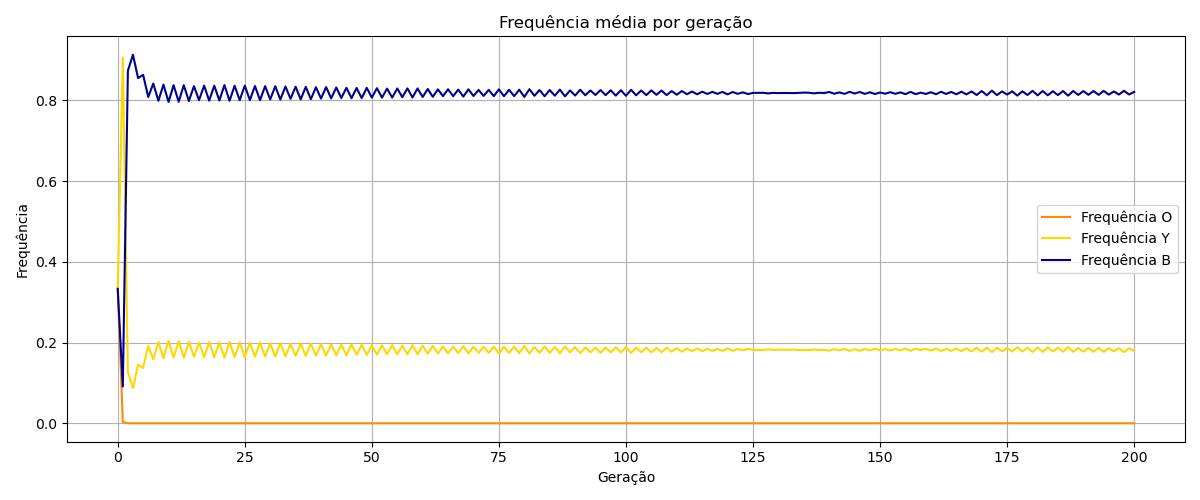 Frequência média por geração
Frequência
0.8
0.6
0.4
0.2
0.0
Frequência O
Frequência Y
Frequência B
0 25 50 75 100 125 150 175 200
Geração